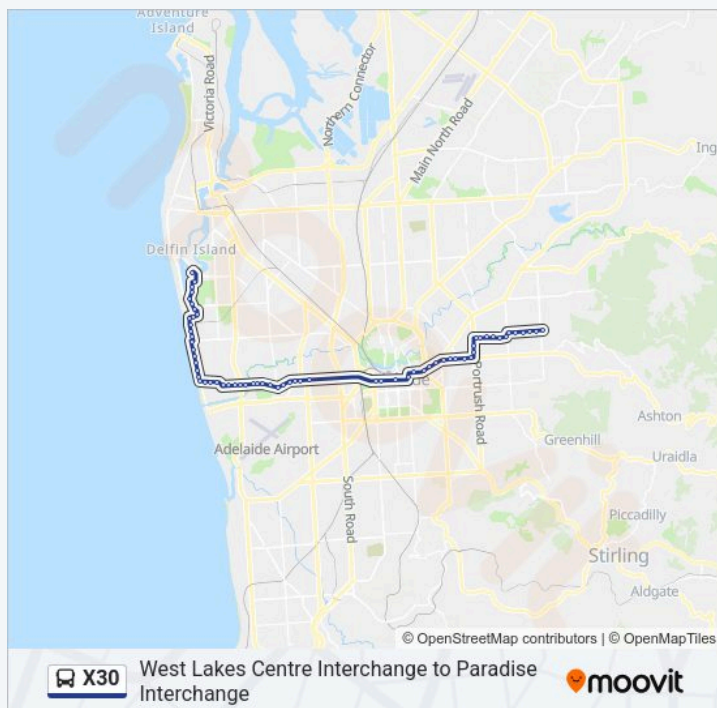 Adventure
Island
Victoria Road
Northern Connector
Main North Road
Ing
Delfin Island
de
Portrush Road
Ashton
Greenhill
Uraidla
Adelaide Airport
South Road
Piccadilly
Stirling
Aldgate
© OpenStreetMap contributors | © OpenMapTiles
X30
West Lakes Centre Interchange to Paradise
Interchange
moovit